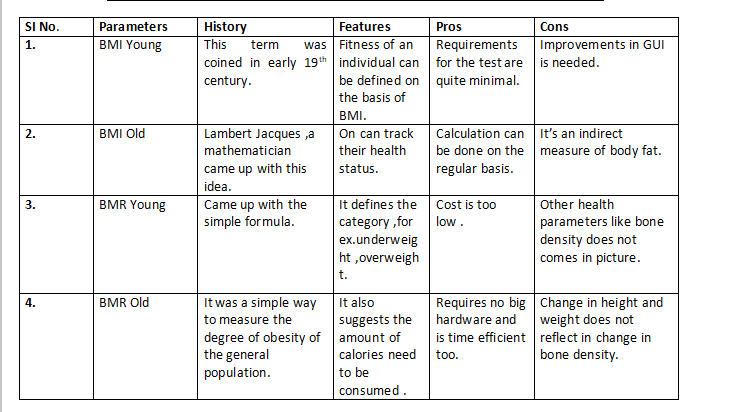 SI No. Parameters History Features Pros Cons
1. BMI Young This term was coined in early 19th century. Fitness of an individual can be defined on the basis of BMI. Requirements for the test are quite minimal. Improvements in GUI is needed.
2. BMI Old Lambert Jacques ,a mathematician came up with this idea. On can track their health status. Calculation can be done on the regular basis. It's an indirect measure of body fat.
3. BMR Young Came up with the simple formula. It defines the category ,for ex.underweight ,overweight. Cost is too low . Other health parameters like bone density does not comes in picture.
4. BMR Old It was a simple way to measure the degree of obesity of the general population. It also suggests the amount of calories need to be consumed . Requires no big hardware and is time efficient too. Change in height and weight does not reflect in change in bone density.